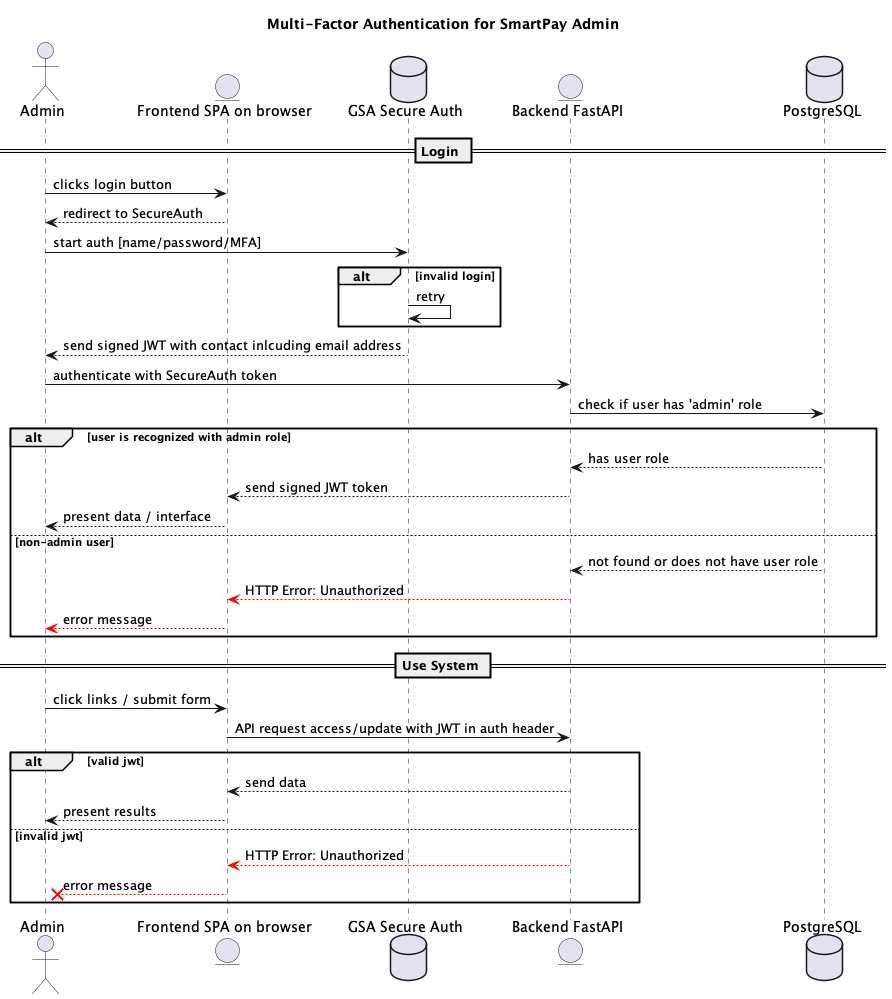 Multi-Factor Authentication for SmartPay Admin
Admin
Frontend SPA on browser
GSA Secure Auth
Backend FastAPI
PostgreSQL
Login
clicks login button
redirect to SecureAuth
start auth [name/password/MFA]
alt [invalid login]
retry
send signed JWT with contact inlcuding email address
authenticate with SecureAuth token
check if user has 'admin' role
alt [user is recognized with admin role]
has user role
send signed JWT token
present data / interface
[non-admin user]
not found or does not have user role
HTTP Error: Unauthorized
error message
Use System
click links / submit form
API request access/update with JWT in auth header
alt [valid jwt]
send data
present results
[invalid jwt]
HTTP Error: Unauthorized
error message
Admin
Frontend SPA on browser
GSA Secure Auth
Backend FastAPI
PostgreSQL